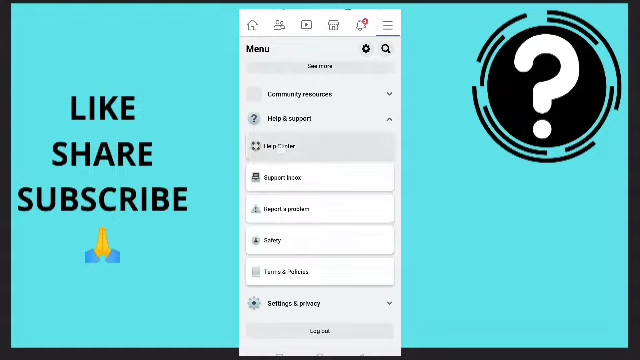 LIKE
SHARE
SUBSCRIBE
Menu
See more
Community resources
Help & support
Help Center
Support Inbox
Report a problem
Safety
Terms & Policies
Settings & privacy
Log out